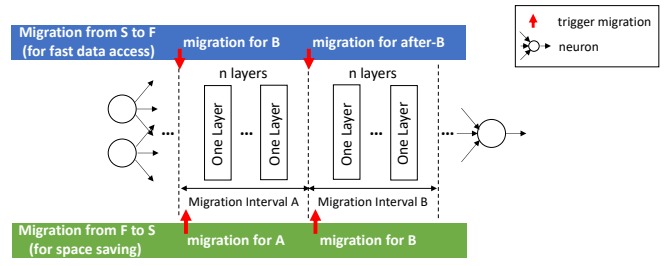 Migration from S to F
(for fast data access)
migration for B
migration for after-B
trigger migration
neuron
n layers
n layers
...
One Layer
...
One Layer
One Layer
...
One Layer
...
Migration Interval A
Migration Interval B
Migration from F to S
(for space saving)
migration for A
migration for B